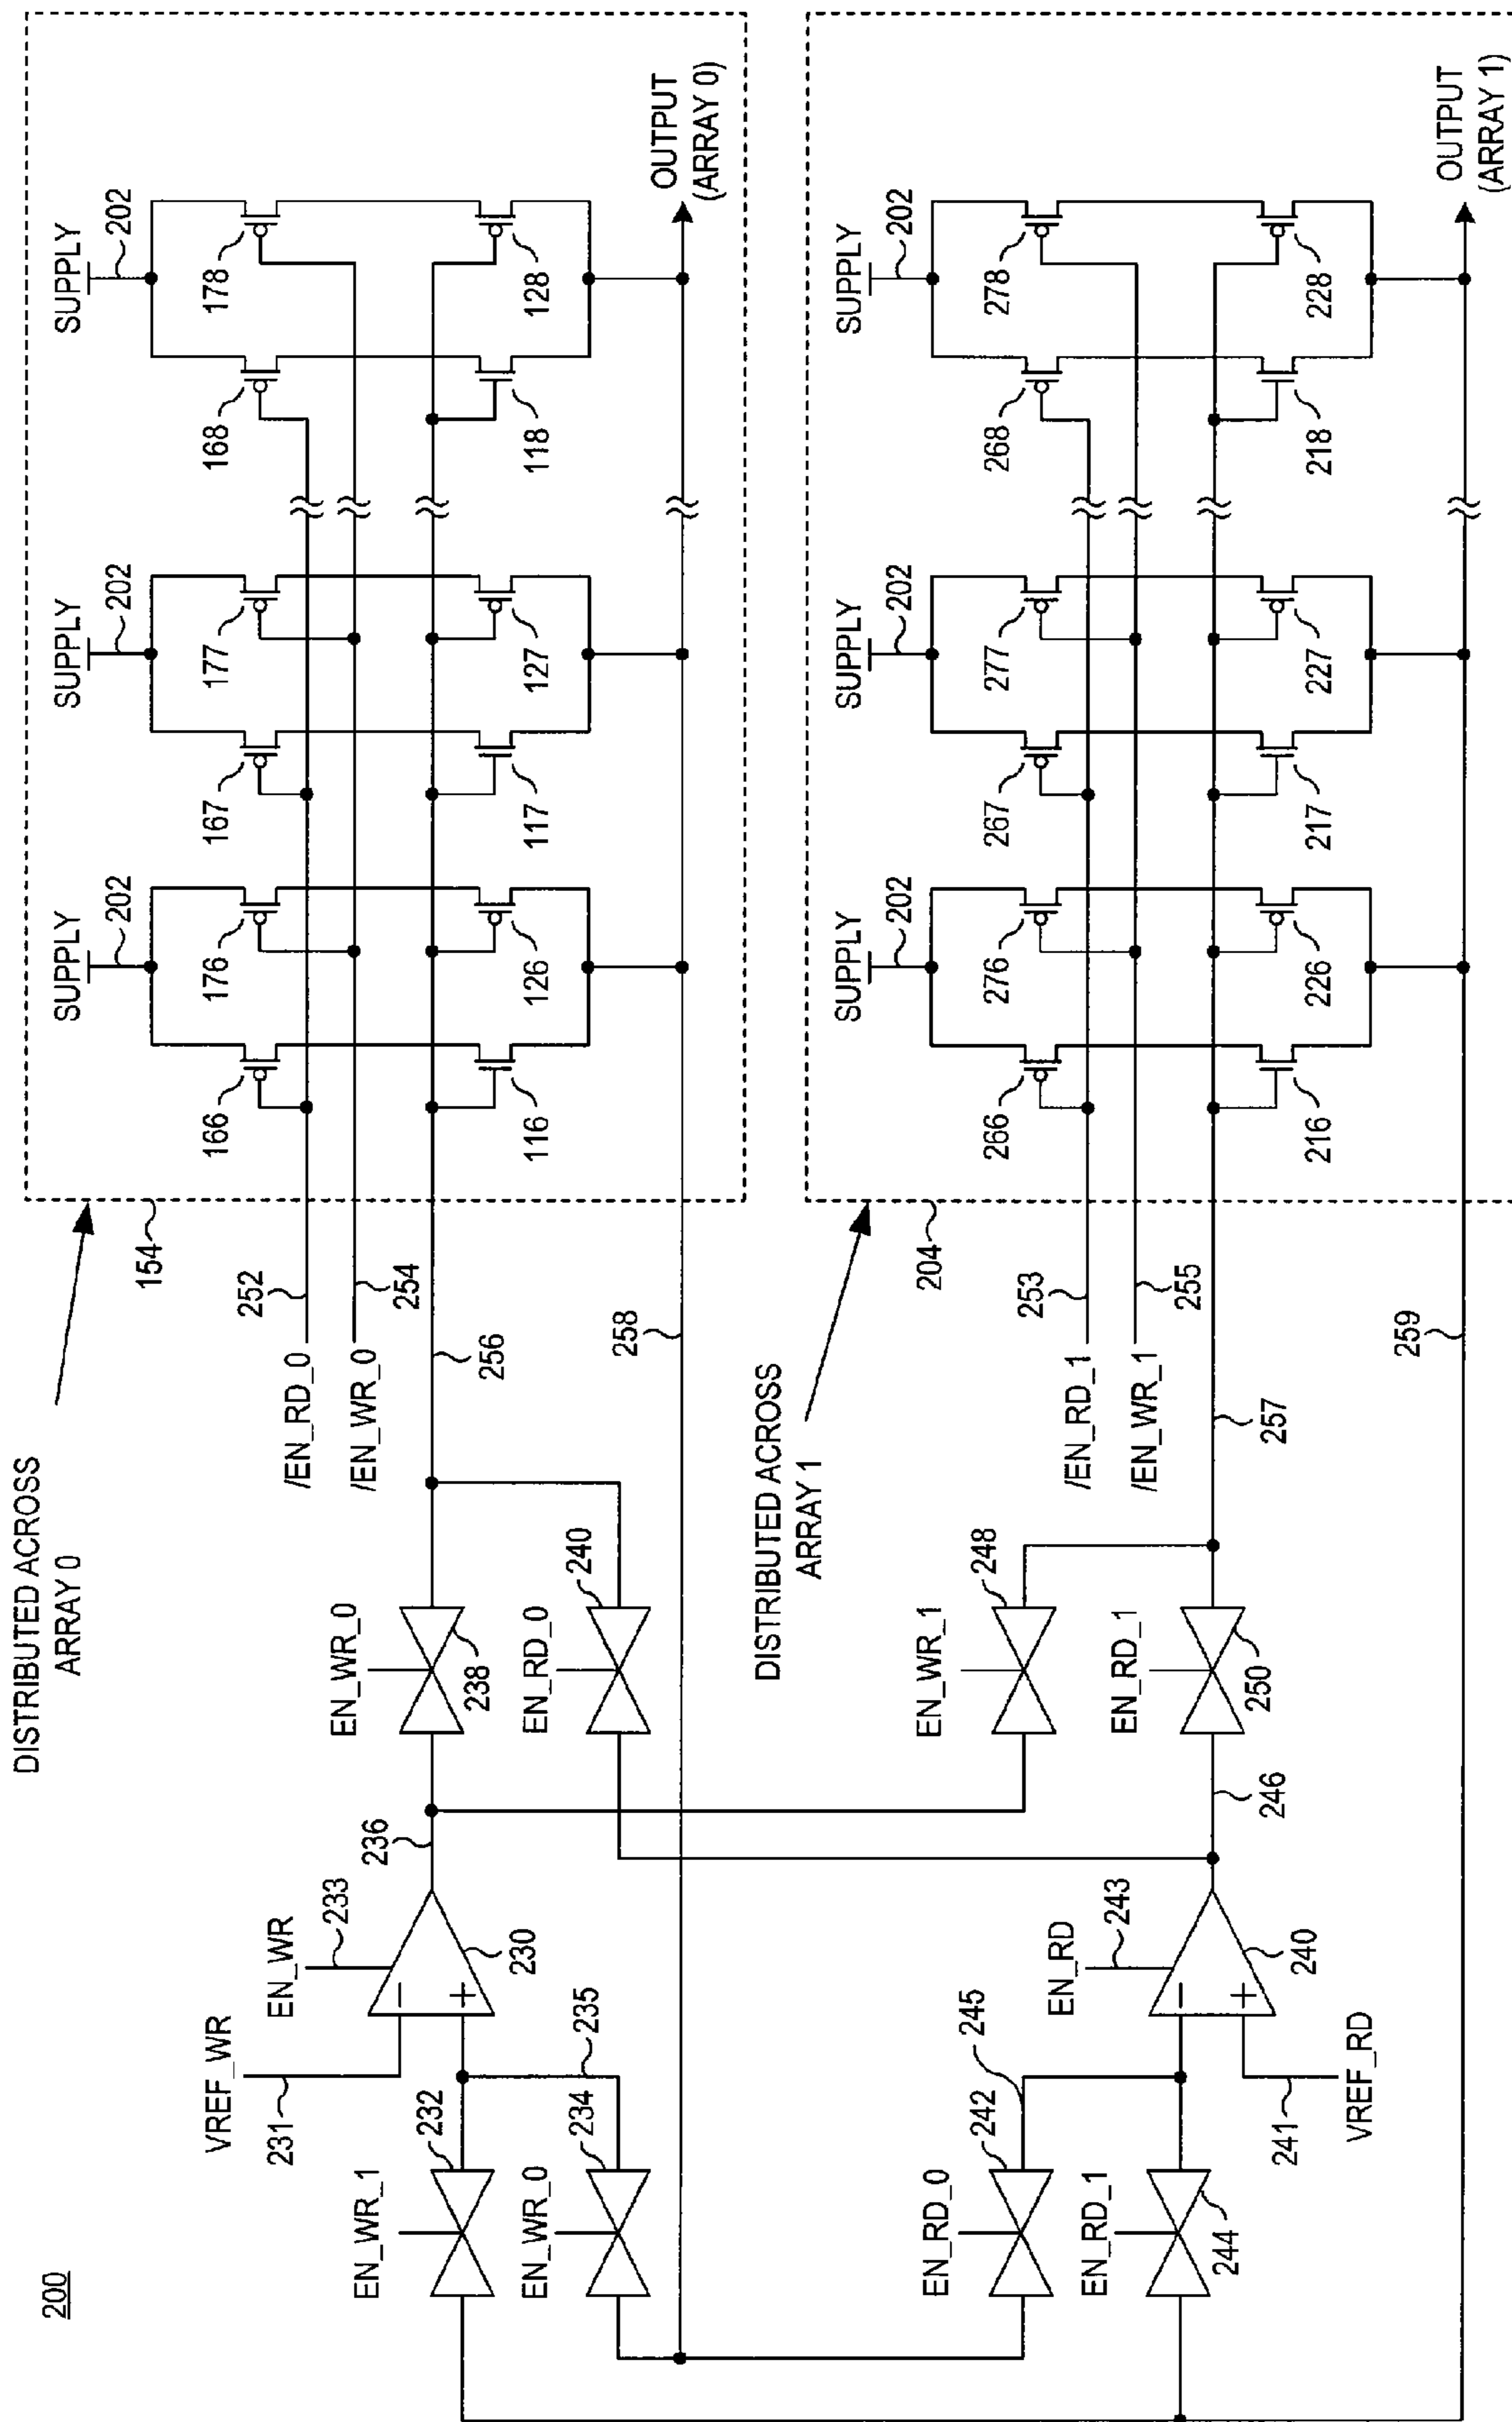 200
DISTRIBUTED ACROSS
ARRAY 0
154
SUPPLY
202
SUPPLY
202
SUPPLY
202
166
176
167
177
168
178
/EN_RD_0
252
/EN_WR_0
254
256
116
126
117
127
118
128
258
OUTPUT
(ARRAY 0)
VREF_WR
231
EN_WR
233
230
−
+
236
EN_WR_1
232
235
EN_WR_0
234
EN_WR_0
238
EN_RD_0
240
DISTRIBUTED ACROSS
ARRAY 1
204
SUPPLY
202
SUPPLY
202
SUPPLY
202
266
276
267
277
268
278
/EN_RD_1
253
/EN_WR_1
255
257
216
226
217
227
218
228
259
OUTPUT
(ARRAY 1)
EN_WR_1
248
EN_RD_1
250
246
EN_RD_0
242
245
EN_RD_1
244
EN_RD
243
240
−
+
241
VREF_RD